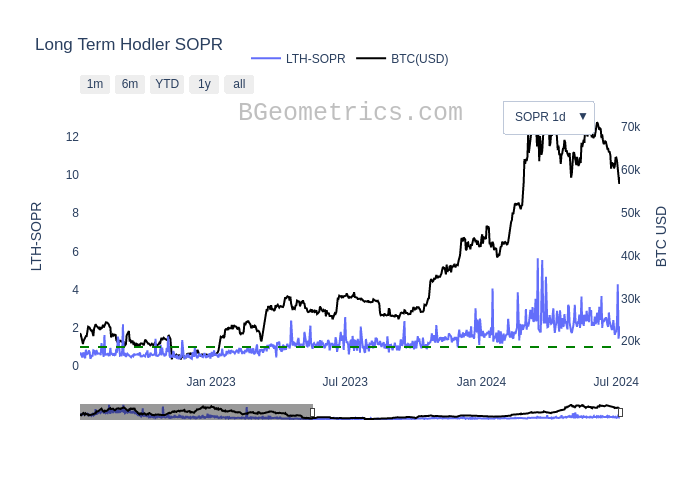 Long Term Hodler SOPR
LTH-SOPR BTC(USD)
1m 6m YTD 1y all
BGeometrics.com
SOPR 1d ▼
12
10
8
6
4
2
0
LTH-SOPR
70k
60k
50k
40k
30k
20k
BTC USD
Jan 2023 Jul 2023 Jan 2024 Jul 2024